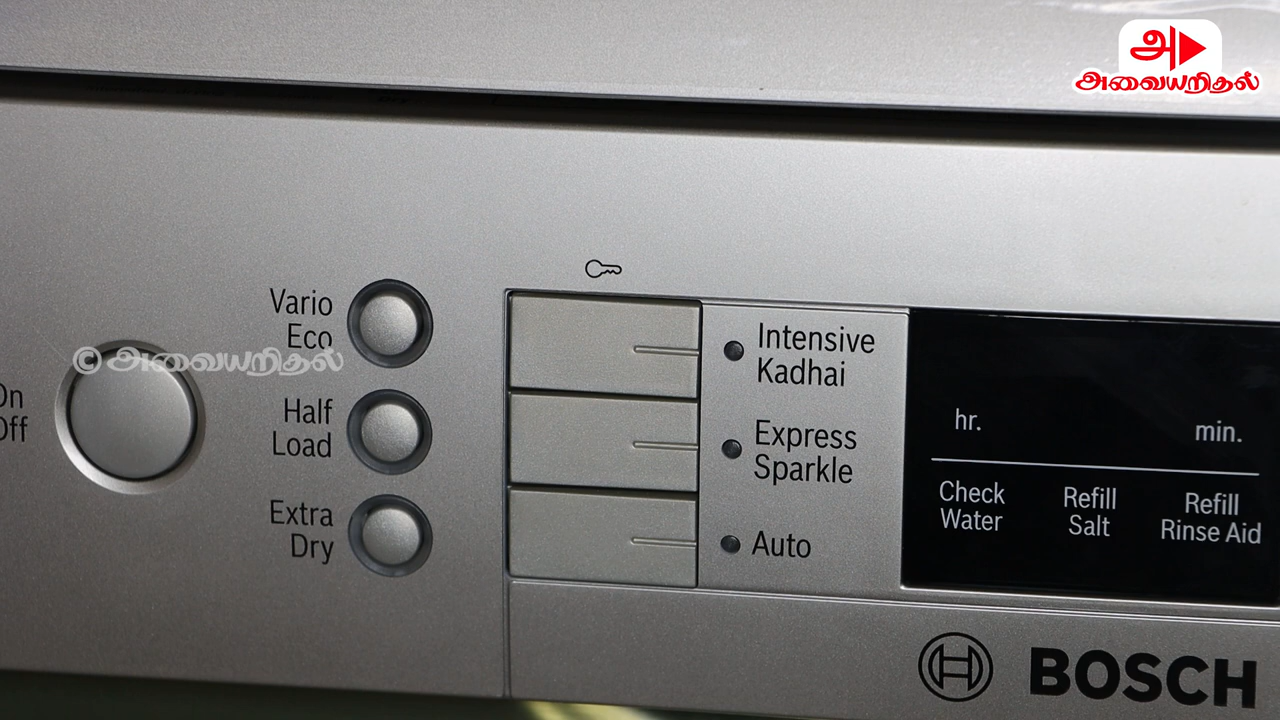 அ
அவையறிதல்
Vario
Eco
© அவையறிதல்
On
Off
Half
Load
Extra
Dry
Intensive
Kadhai
Express
Sparkle
Auto
hr.
min.
Check
Water
Refill
Salt
Refill
Rinse Aid
BOSCH